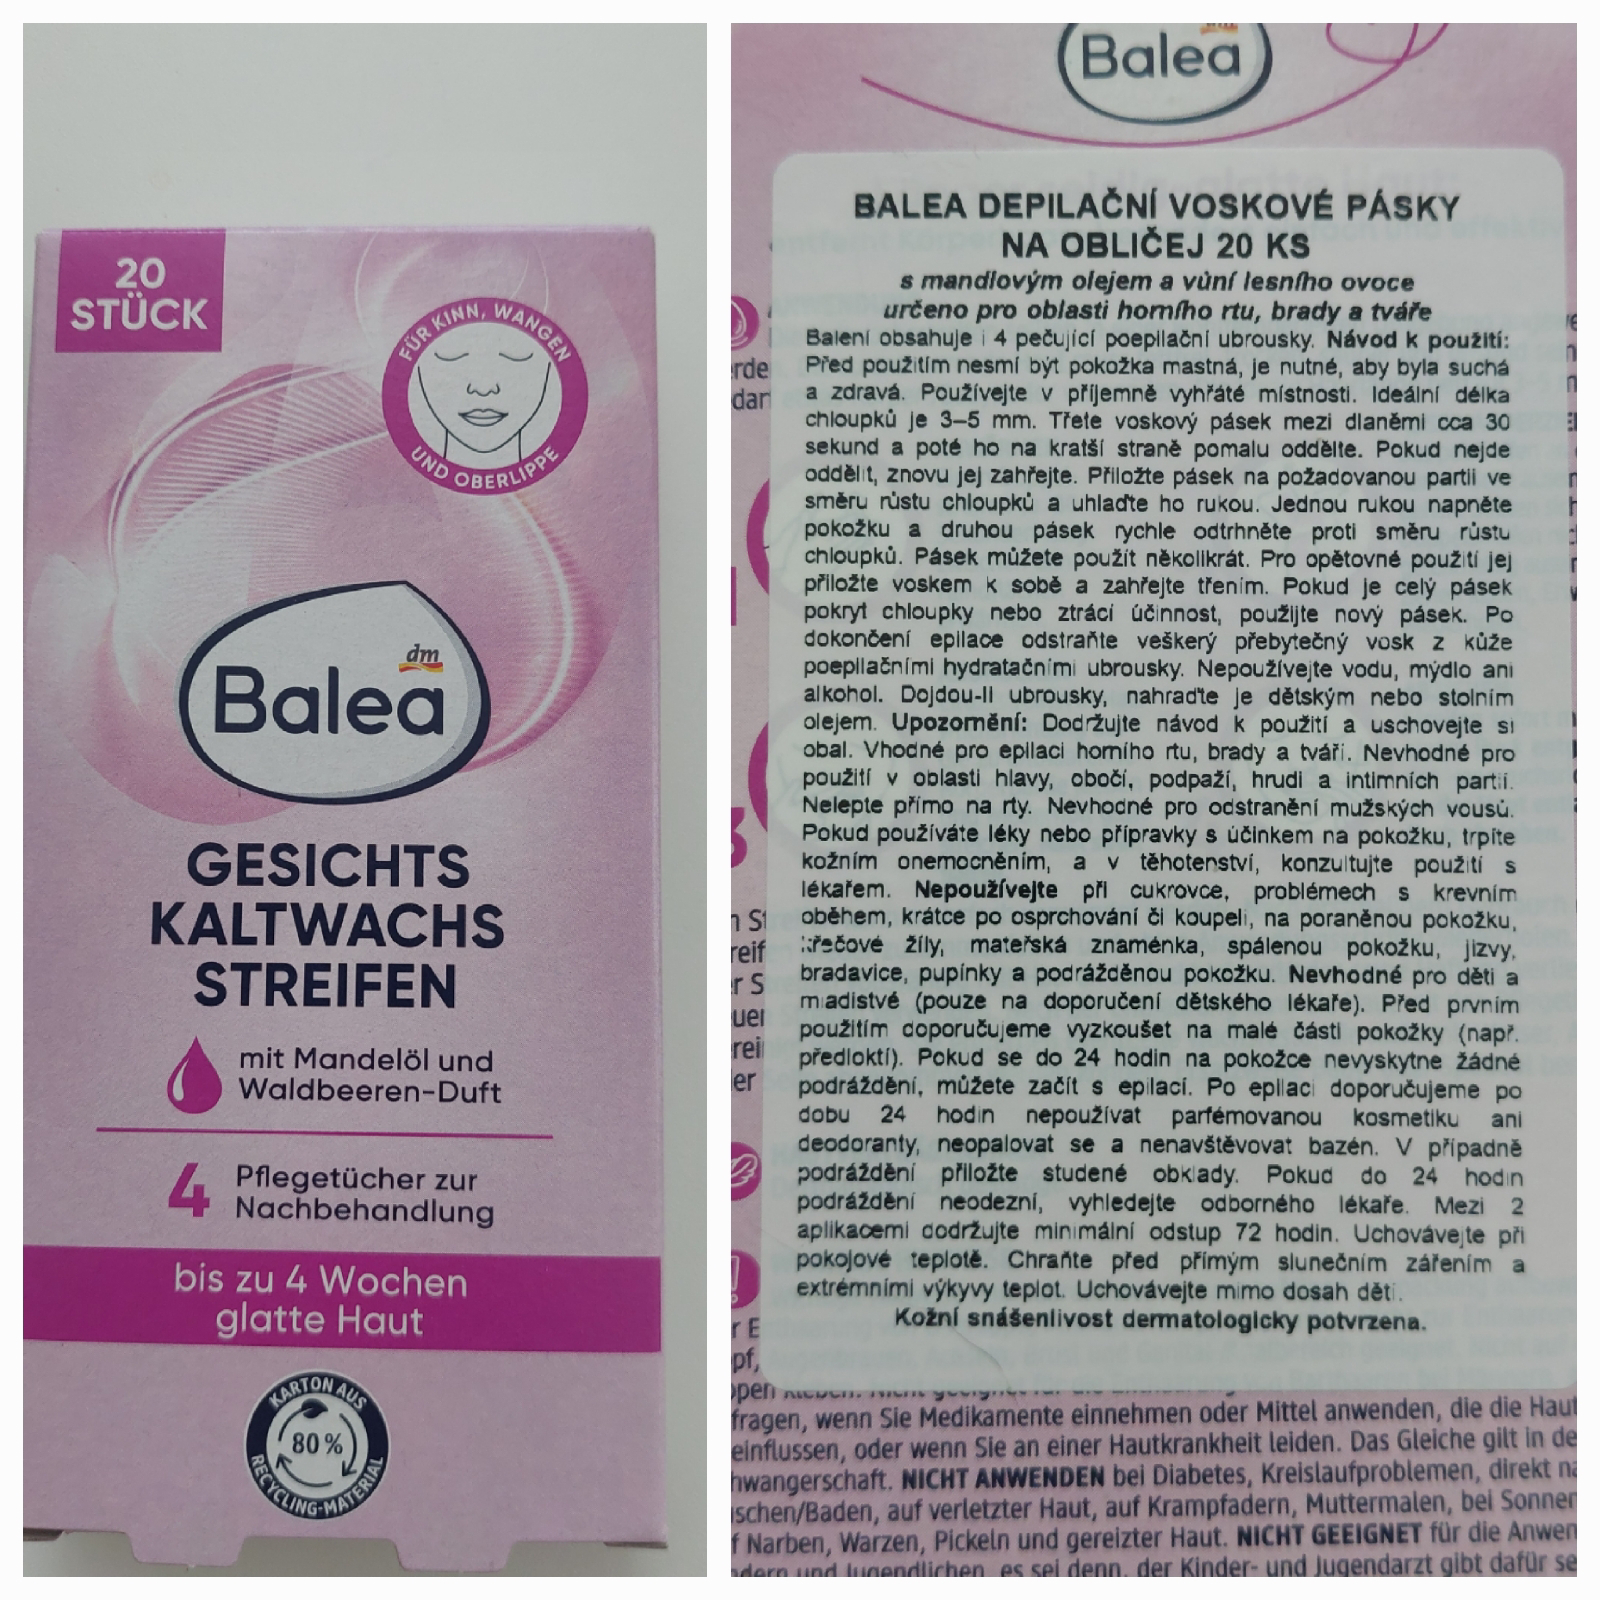 20
STÜCK
FÜR KINN, WANGEN
UND OBERLIPPE
dm
Balea
GESICHTS
KALTWACHS
STREIFEN
mit Mandelöl und
Waldbeeren-Duft
4 Pflegetücher zur
Nachbehandlung
bis zu 4 Wochen
glatte Haut
KARTON AUS
80%
RECYCLING-MATERIAL
Balea
BALEA DEPILAČNÍ VOSKOVÉ PÁSKY
NA OBLIČEJ 20 KS
s mandlovým olejem a vůní lesního ovoce
určeno pro oblasti horního rtu, brady a tváře
Balení obsahuje i 4 pečující poepilační ubrousky. Návod k použití:
Před použitím nesmí být pokožka mastná, je nutné, aby byla suchá
a zdravá. Používejte v příjemně vyhřáté místnosti. Ideální délka
chloupků je 3–5 mm. Třete voskový pásek mezi dlaněmi cca 30
sekund a poté ho na kratší straně pomalu oddělte. Pokud nejde
oddělit, znovu jej zahřejte. Přiložte pásek na požadovanou partii ve
směru růstu chloupků a uhlaďte ho rukou. Jednou rukou napněte
pokožku a druhou pásek rychle odtrhněte proti směru růstu
chloupků. Pásek můžete použít několikrát. Pro opětovné použití jej
přiložte voskem k sobě a zahřejte třením. Pokud je celý pásek
pokryt chloupky nebo ztrácí účinnost, použijte nový pásek. Po
dokončení epilace odstraňte veškerý přebytečný vosk z kůže
poepilačními hydratačními ubrousky. Nepoužívejte vodu, mýdlo ani
alkohol. Dojdou-li ubrousky, nahraďte je dětským nebo stolním
olejem. Upozornění: Dodržujte návod k použití a uschovejte si
obal. Vhodné pro epilaci horního rtu, brady a tváří. Nevhodné pro
použití v oblasti hlavy, obočí, podpaží, hrudi a intimních partií.
Nelepte přímo na rty. Nevhodné pro odstranění mužských vousů.
Pokud používáte léky nebo přípravky s účinkem na pokožku, trpíte
kožním onemocněním, a v těhotenství, konzultujte použití s
lékařem. Nepoužívejte při cukrovce, problémech s krevním
oběhem, krátce po osprchování či koupeli, na poraněnou pokožku,
křečové žíly, mateřská znaménka, spálenou pokožku, jizvy,
bradavice, pupínky a podrážděnou pokožku. Nevhodné pro děti a
mladistvé (pouze na doporučení dětského lékaře). Před prvním
použitím doporučujeme vyzkoušet na malé části pokožky (např.
předloktí). Pokud se do 24 hodin na pokožce nevyskytne žádné
podráždění, můžete začít s epilací. Po epilaci doporučujeme po
dobu 24 hodin nepoužívat parfémovanou kosmetiku ani
deodoranty, neopalovat se a nenavštěvovat bazén. V případně
podráždění přiložte studené obklady. Pokud do 24 hodin
podráždění neodezní, vyhledejte odborného lékaře. Mezi 2
aplikacemi dodržujte minimální odstup 72 hodin. Uchovávejte při
pokojové teplotě. Chraňte před přímým slunečním zářením a
extrémními výkyvy teplot. Uchovávejte mimo dosah dětí.
Kožní snášenlivost dermatologicky potvrzena.
fragen, wenn Sie Medikamente einnehmen oder Mittel anwenden, die die Haut
einflussen, oder wenn Sie an einer Hautkrankheit leiden. Das Gleiche gilt in de
hwangerschaft. NICHT ANWENDEN bei Diabetes, Kreislaufproblemen, direkt na
schen/Baden, auf verletzter Haut, auf Krampfadern, Muttermalen, bei Sonnen
f Narben, Warzen, Pickeln und gereizter Haut. NICHT GEEIGNET für die Anwen
dern und Jugendlichen, es sei denn, der Kinder- und Jugendarzt gibt dafür se